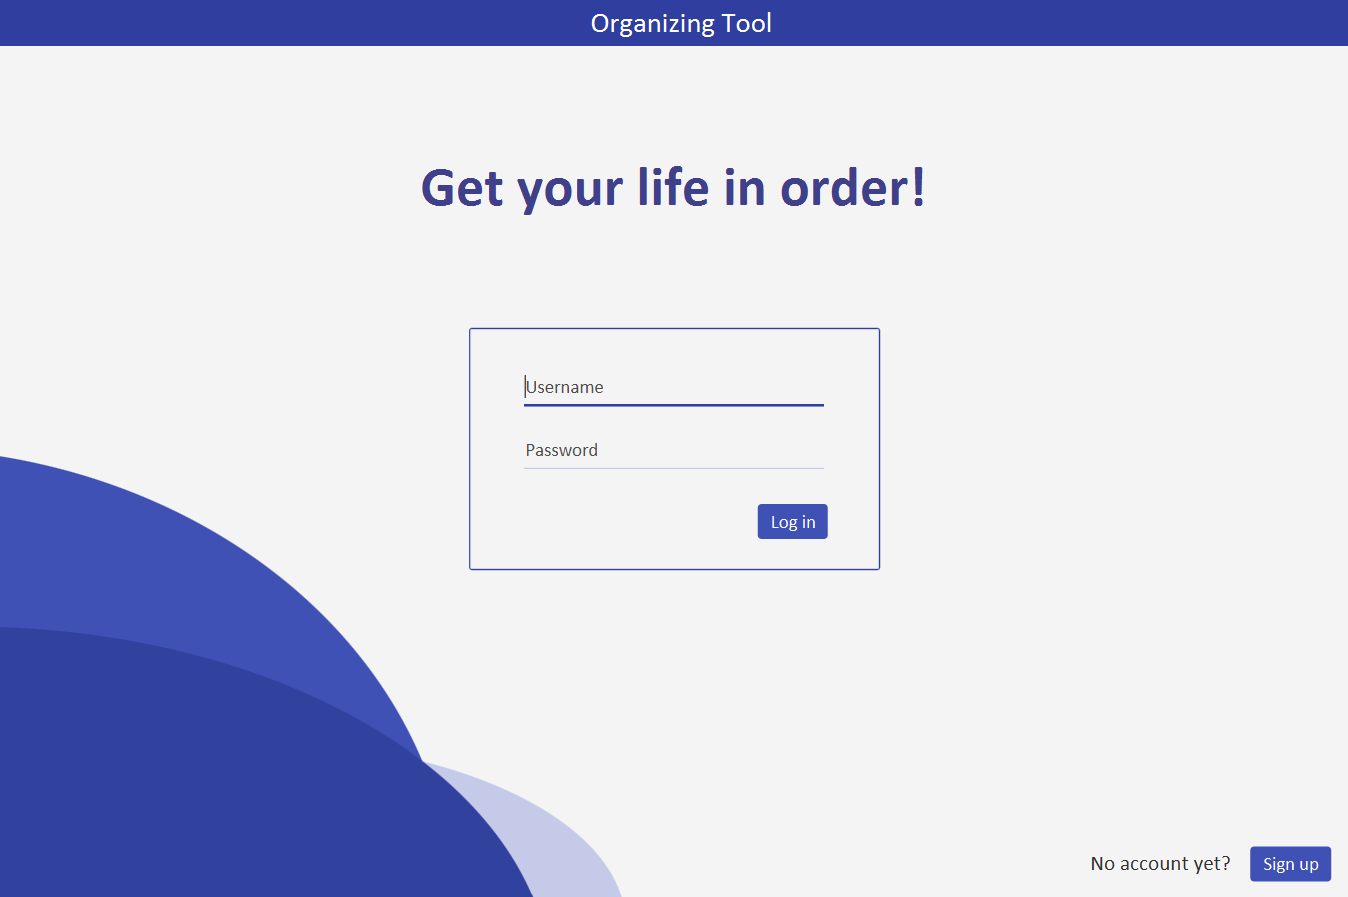 Organizing Tool
Get your life in order!
Username
Password
Log in
No account yet? Sign up